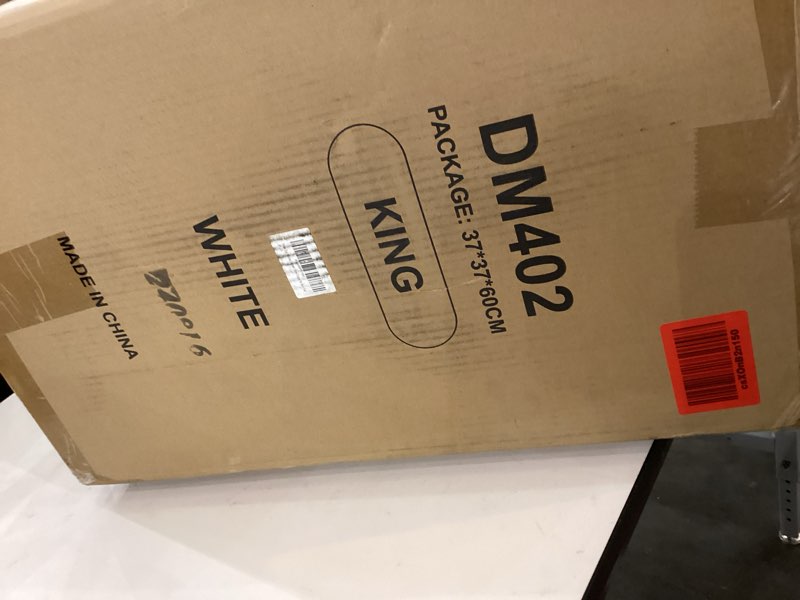 DM402
PACKAGE: 37*37*60CM
KING
WHITE
MADE IN CHINA